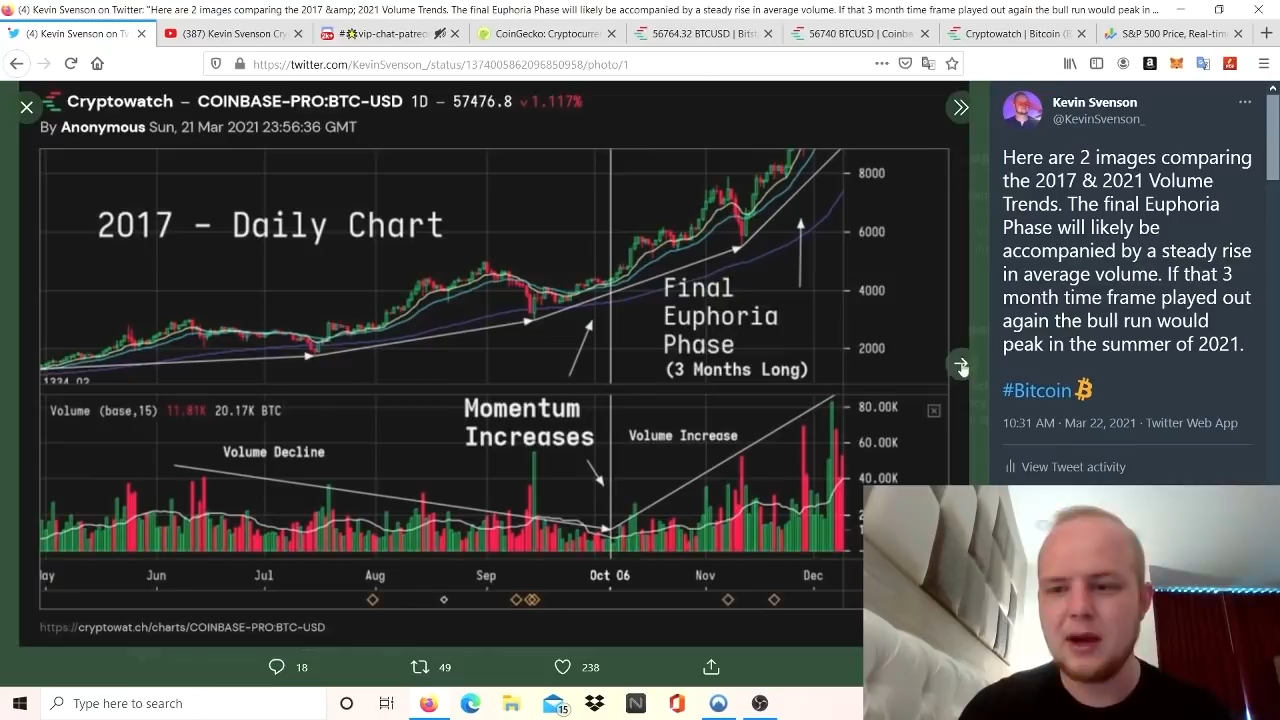 (4) Kevin Svenson on Twitter: "Here are 2 images comparing the 2017 &amp; 2021 Volume Trends. The final Euphoria Phase will likely be accompanied by a steady rise in average volume. If that 3 month time frame played out again the bull run would peak in ...
(4) Kevin Svenson on Tw
(387) Kevin Svenson Cry
vip-chat-patreo
CoinGecko: Cryptocurre
56764.32 BTCUSD | Bitst
56740 BTCUSD | Coinba
Cryptowatch | Bitcoin (B
S&P 500 Price, Real-time
https://twitter.com/KevinSvenson_/status/1374005862096850958/photo/1
Cryptowatch – COINBASE-PRO:BTC-USD 1D – 57476.8 1.117%
By Anonymous Sun, 21 Mar 2021 23:56:36 GMT
2017 - Daily Chart
8000
6000
4000
2000
Final
Euphoria
Phase
(3 Months Long)
Volume (base,15) 11.81K 20.17K BTC
Momentum
Increases
Volume Decline
Volume Increase
80.00K
60.00K
40.00K
Jun
Jul
Aug
Sep
Oct 06
Nov
Dec
https://cryptowat.ch/charts/COINBASE-PRO:BTC-USD
18
49
238
Kevin Svenson
@KevinSvenson_
Here are 2 images comparing
the 2017 & 2021 Volume
Trends. The final Euphoria
Phase will likely be
accompanied by a steady rise
in average volume. If that 3
month time frame played out
again the bull run would
peak in the summer of 2021.
#Bitcoin
10:31 AM · Mar 22, 2021 · Twitter Web App
View Tweet activity
Type here to search
15